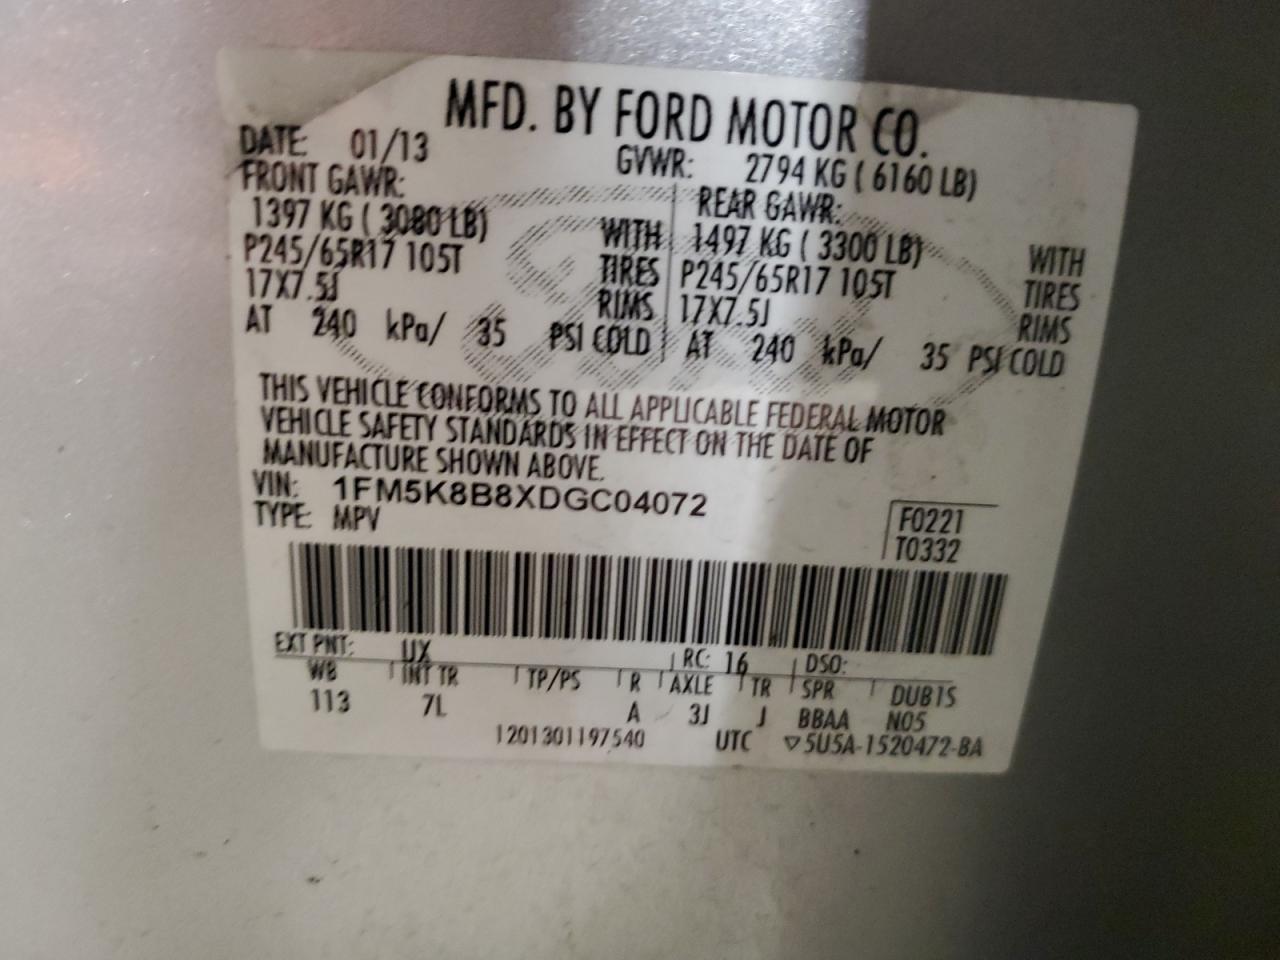 MFD. BY FORD MOTOR CO.
DATE: 01/13 GVWR: 2794 KG ( 6160 LB)
FRONT GAWR: REAR GAWR:
1397 KG ( 3080 LB) WITH 1497 KG ( 3300 LB) WITH
P245/65R17 105T TIRES P245/65R17 105T TIRES
17X7.5J RIMS 17X7.5J RIMS
AT 240 kPa/ 35 PSI COLD AT 240 kPa/ 35 PSI COLD
THIS VEHICLE CONFORMS TO ALL APPLICABLE FEDERAL MOTOR
VEHICLE SAFETY STANDARDS IN EFFECT ON THE DATE OF
MANUFACTURE SHOWN ABOVE.
VIN: 1FM5K8B8XDGC04072
TYPE: MPV
F0221
T0332
EXT PNT: UX RC: 16 DSO:
WB INT TR TP/PS R AXLE TR SPR DUB15
113 7L A 3J J BBAA N05
1201301197540 UTC ▽5U5A-1520472-BA